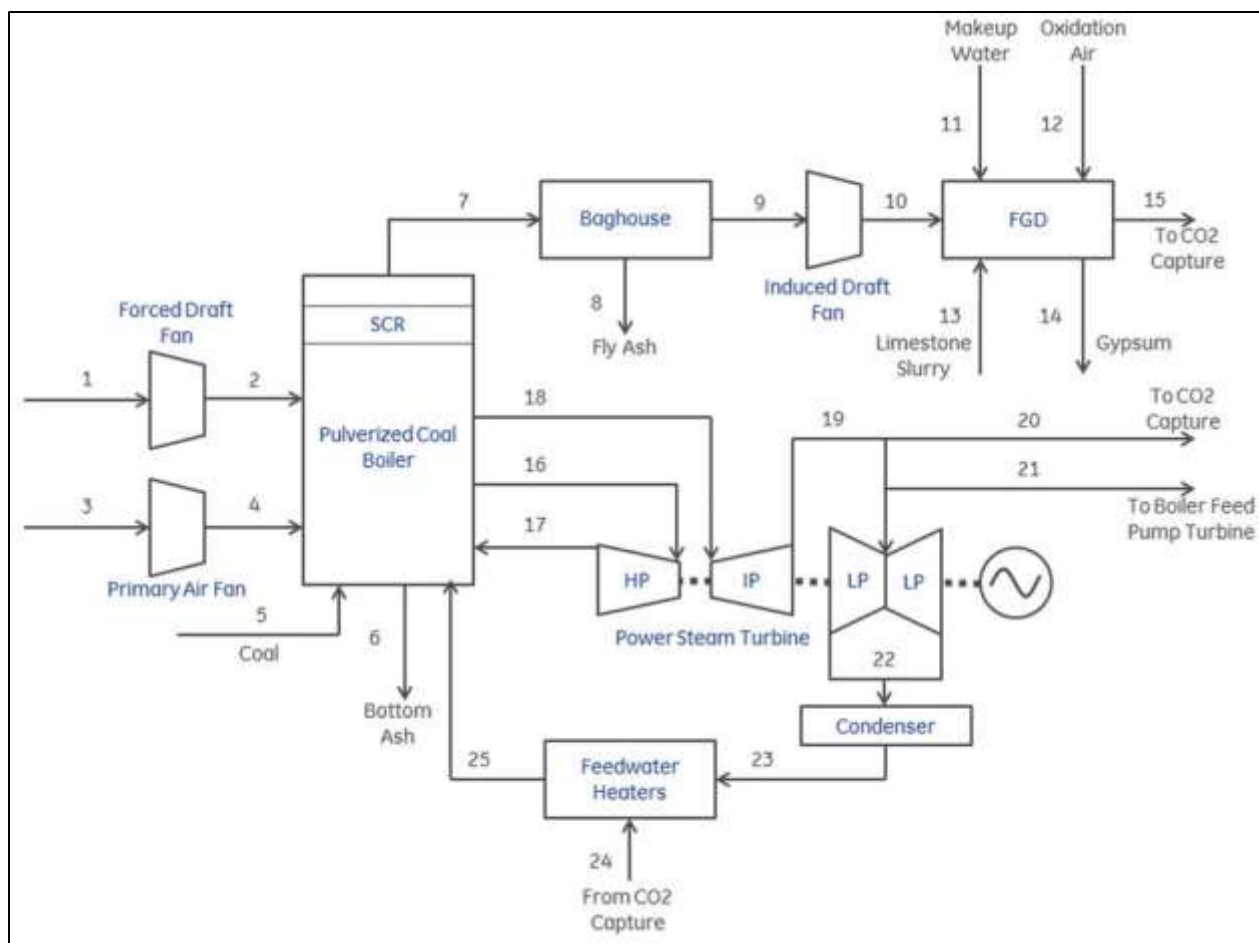 Makeup
Water
Oxidation
Air
11
12
7
Baghouse
9
10
FGD
15
To CO2
Capture
Induced Draft
Fan
8
Fly Ash
13
Limestone
Slurry
14
Gypsum
Forced Draft
Fan
SCR
1
2
Pulverized Coal
Boiler
18
16
17
19
To CO2
Capture
20
21
To Boiler Feed
Pump Turbine
3
4
Primary Air Fan
HP
IP
LP
LP
Power Steam Turbine
5
Coal
6
Bottom
Ash
22
Condenser
25
Feedwater
Heaters
23
24
From CO2
Capture